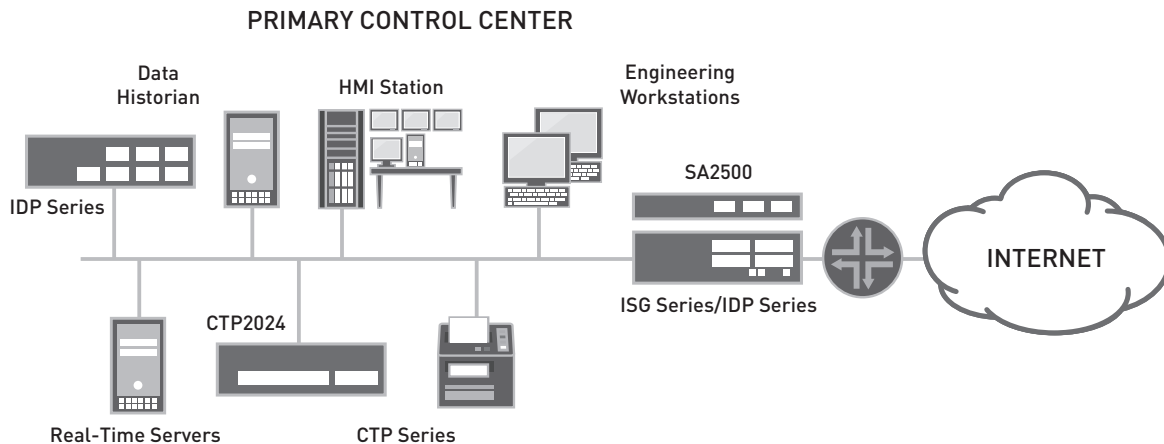 PRIMARY CONTROL CENTER
Data
Historian
HMI Station
Engineering
Workstations
IDP Series
SA2500
INTERNET
ISG Series/IDP Series
CTP2024
Real-Time Servers
CTP Series